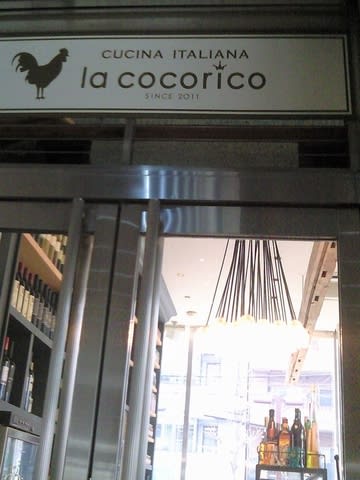 CUCINA ITALIANA
la cocorico
SINCE 2011